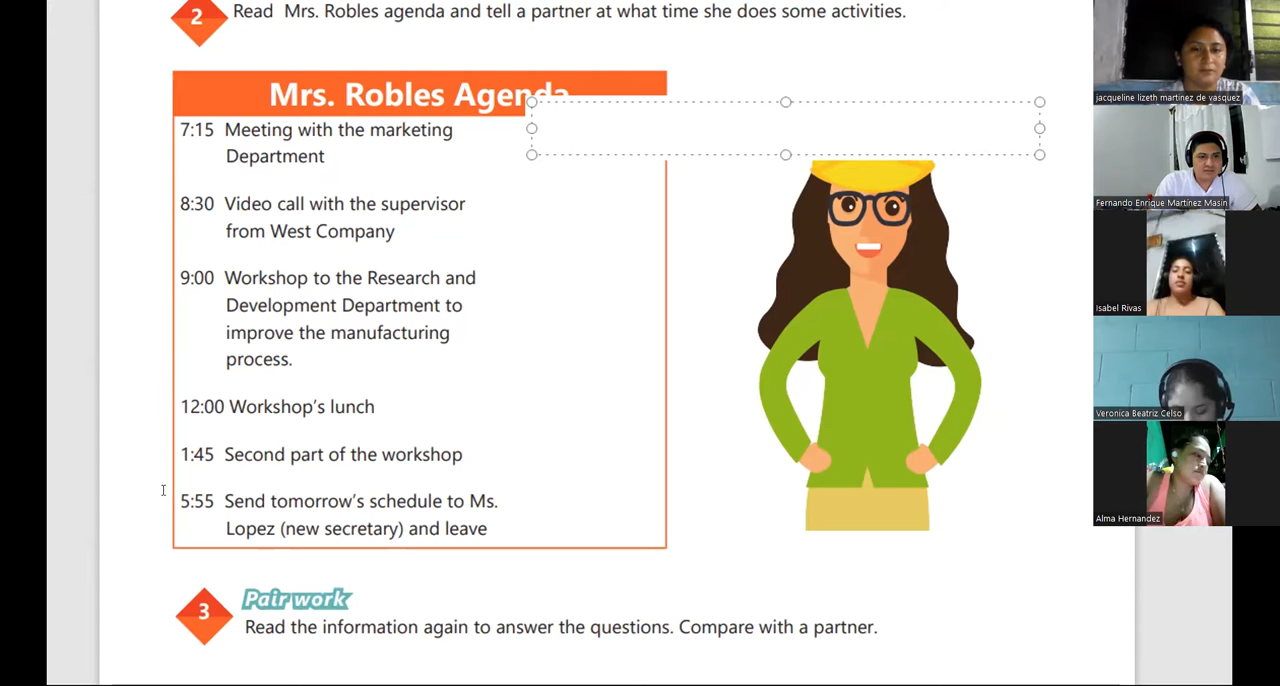 2 Read Mrs. Robles agenda and tell a partner at what time she does some activities.
Mrs. Robles Agenda
7:15 Meeting with the marketing
Department
8:30 Video call with the supervisor
from West Company
9:00 Workshop to the Research and
Development Department to
improve the manufacturing
process.
12:00 Workshop's lunch
1:45 Second part of the workshop
5:55 Send tomorrow's schedule to Ms.
Lopez (new secretary) and leave
3 Pair work
Read the information again to answer the questions. Compare with a partner.
jacqueline lizeth martinez de vasquez
Fernando Enrique Martínez Masin
Isabel Rivas
Veronica Beatriz Celso
Alma Hernandez